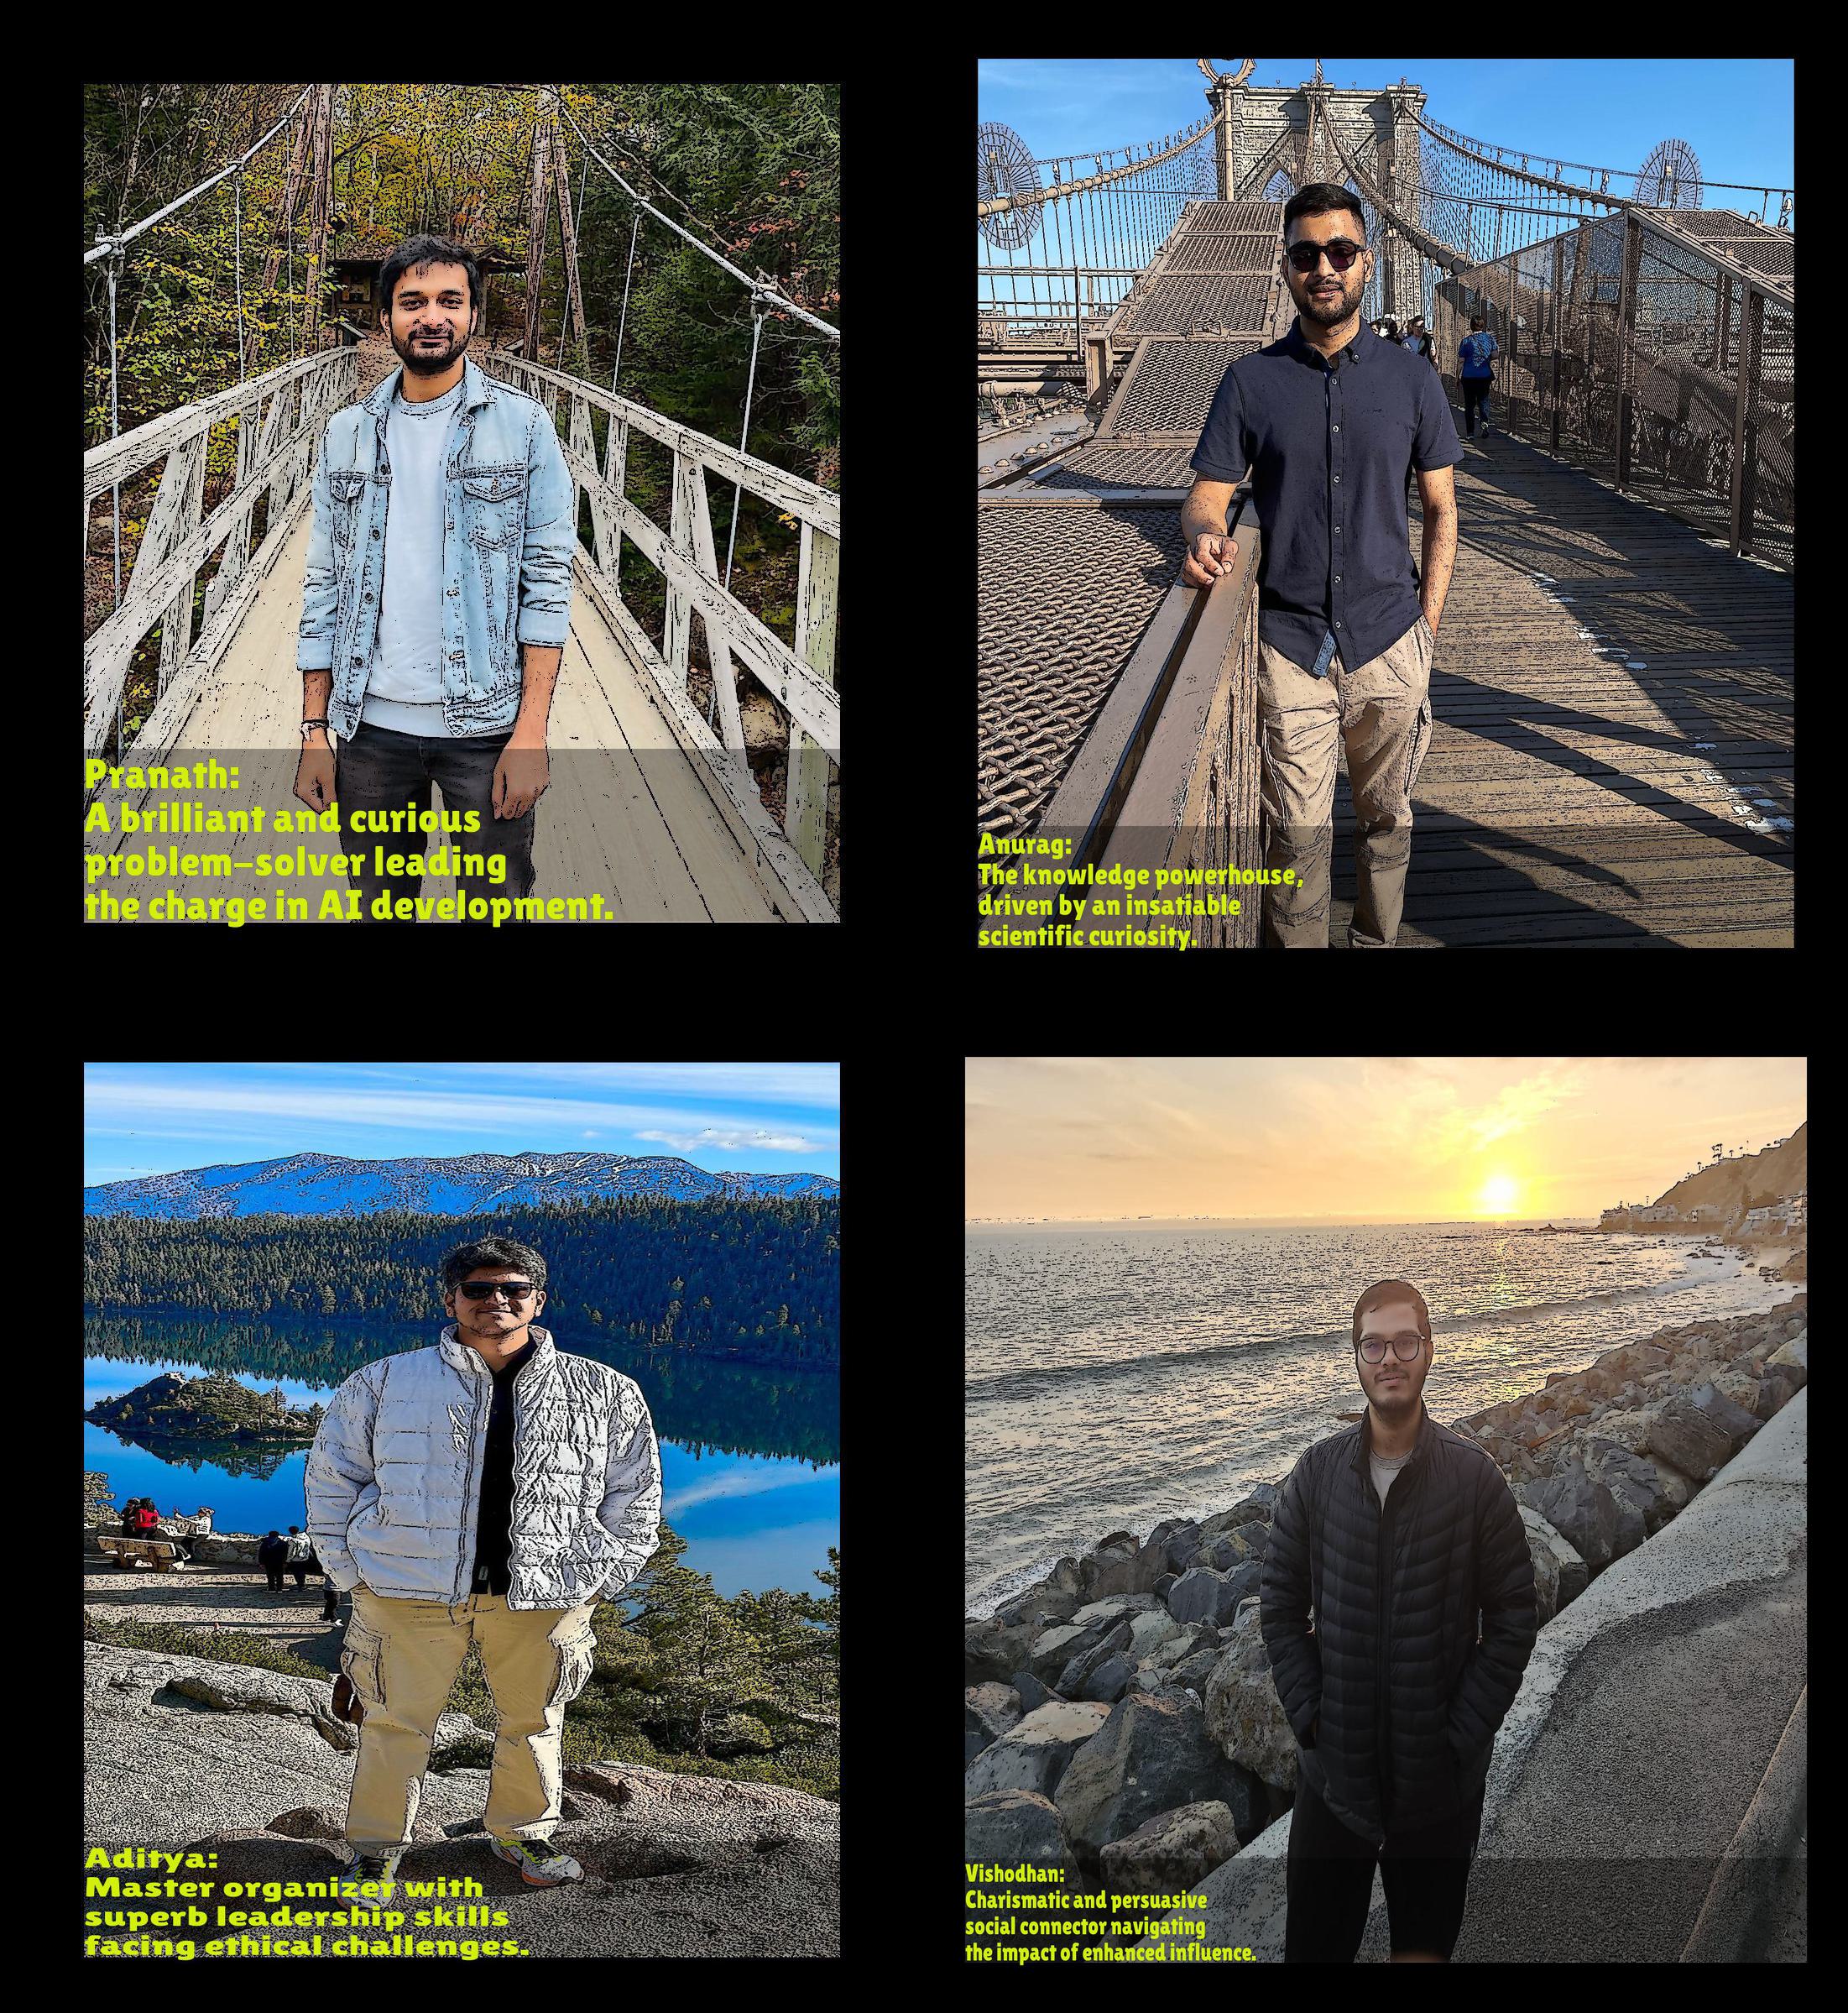 Pranath:
A brilliant and curious
problem-solver leading
the charge in AI development.
Anurag:
The knowledge powerhouse,
driven by an insatiable
scientific curiosity.
Aditya:
Master organizer with
superb leadership skills
facing ethical challenges.
Vishodhan:
Charismatic and persuasive
social connector navigating
the impact of enhanced influence.